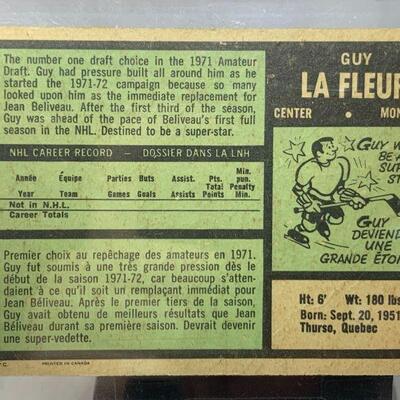 The number one draft choice in the 1971 Amateur
Draft. Guy had pressure built all around him as he
started the 1971-72 campaign because so many
looked upon him as the immediate replacement for
Jean Beliveau. After the first third of the season,
Guy was ahead of the pace of Beliveau's first full
season in the NHL. Destined to be a super-star.
NHL CAREER RECORD - DOSSIER DANS LA LNH
Année Équipe Parties Buts Assist. Pts. Min. pun.
Year Team Games Goals Assists Total Points Penalty Min.
Not in N.H.L.
Career Totals
Premier choix au repêchage des amateurs en 1971.
Guy fut soumis à une très grande pression dès le
début de la saison 1971-72, car beaucoup s'atten-
daient à ce qu'il soit un remplaçant immédiat pour
Jean Béliveau. Après le premier tiers de la saison,
Guy avait obtenu de meilleurs résultats que Jean
Béliveau durant sa première saison. Devrait devenir
une super-vedette.
PRINTED IN CANADA
GUY
LA FLEUR
CENTER • MON
GUY W
BE A
SUP
ST
GUY
DEVIEND
UNE
GRANDE ÉTO
Ht: 6' Wt: 180 lbs
Born: Sept. 20, 1951
Thurso, Quebec